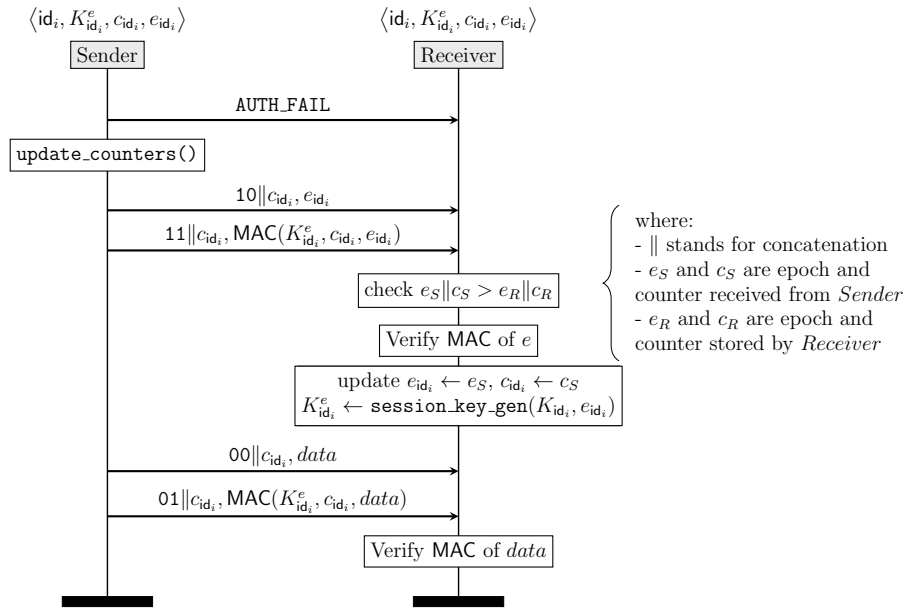 ⟨id_i, K^e_{id_i}, c_{id_i}, e_{id_i}⟩
⟨id_i, K^e_{id_i}, c_{id_i}, e_{id_i}⟩
Sender
Receiver
AUTH_FAIL
update_counters()
10‖c_{id_i}, e_{id_i}
11‖c_{id_i}, MAC(K^e_{id_i}, c_{id_i}, e_{id_i})
check e_S‖c_S > e_R‖c_R
Verify MAC of e
where:
- ‖ stands for concatenation
- e_S and c_S are epoch and
counter received from Sender
- e_R and c_R are epoch and
counter stored by Receiver
update e_{id_i} ← e_S, c_{id_i} ← c_S
K^e_{id_i} ← session_key_gen(K_{id_i}, e_{id_i})
00‖c_{id_i}, data
01‖c_{id_i}, MAC(K^e_{id_i}, c_{id_i}, data)
Verify MAC of data